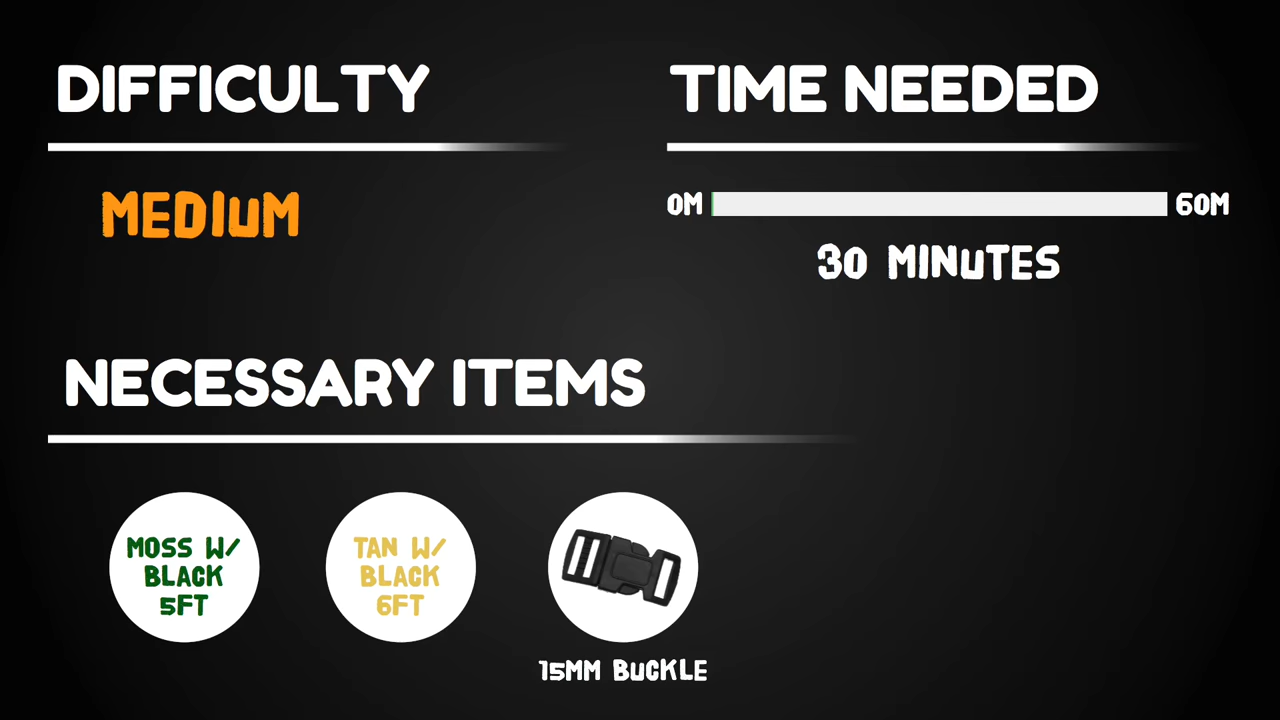 DIFFICULTY
MEDIUM
TIME NEEDED
0M 60M
30 MINUTES
NECESSARY ITEMS
MOSS W/
BLACK
5FT
TAN W/
BLACK
6FT
15MM BUCKLE